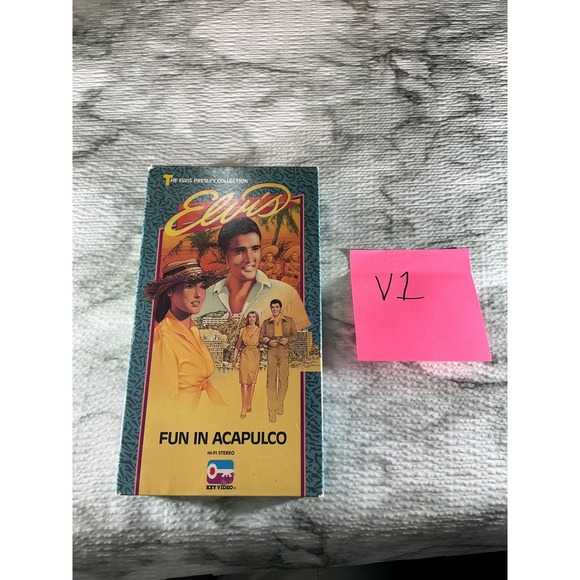 THE ELVIS PRESLEY COLLECTION
Elvis
FUN IN ACAPULCO
HI-FI STEREO
KEY VIDEO
V1